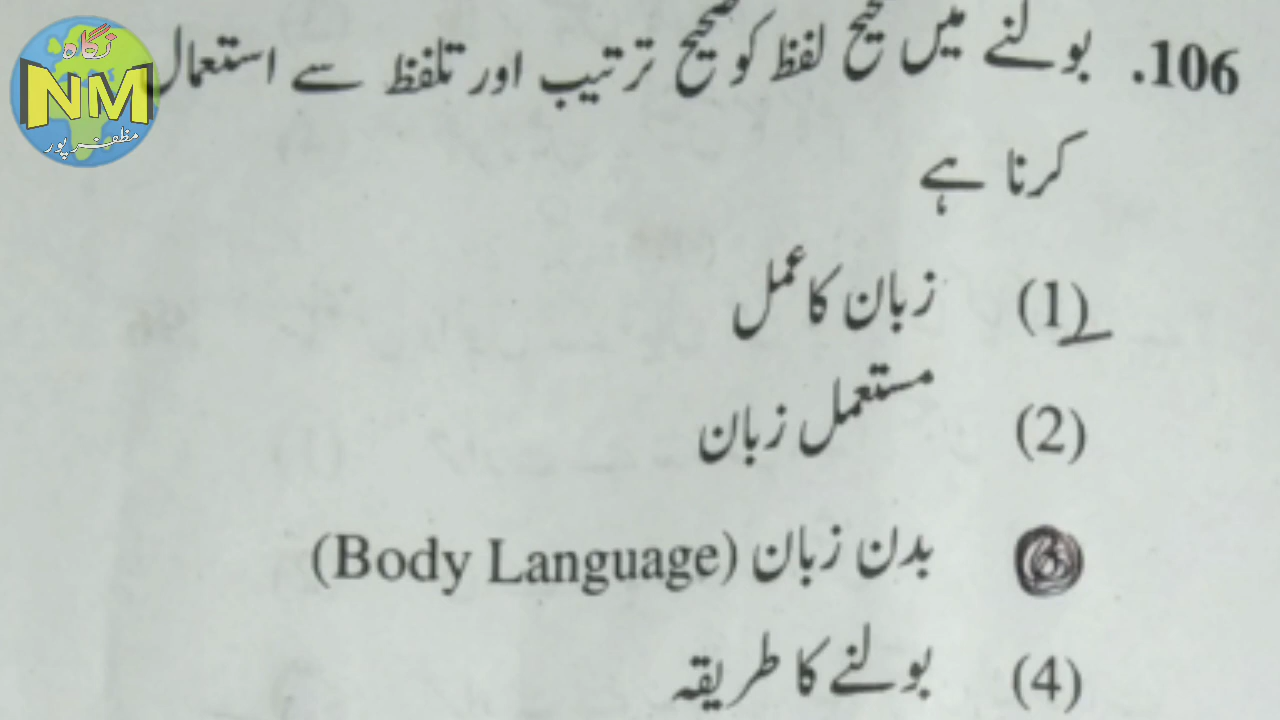 نگاہ
NM
مظفرپور
106. بولنے میں صحیح لفظ کو صحیح ترتیب اور تلفظ سے استعمال
کرنا ہے
(1) زبان کا عمل
(2) مستعمل زبان
(3) بدن زبان (Body Language)
(4) بولنے کا طریقہ